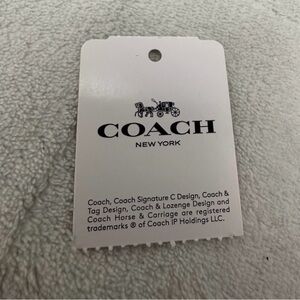 COACH
NEW YORK
Coach, Coach Signature C Design, Coach &
Tag Design, Coach & Lozenge Design and
Coach Horse & Carriage are registered
trademarks ® of Coach IP Holdings LLC.